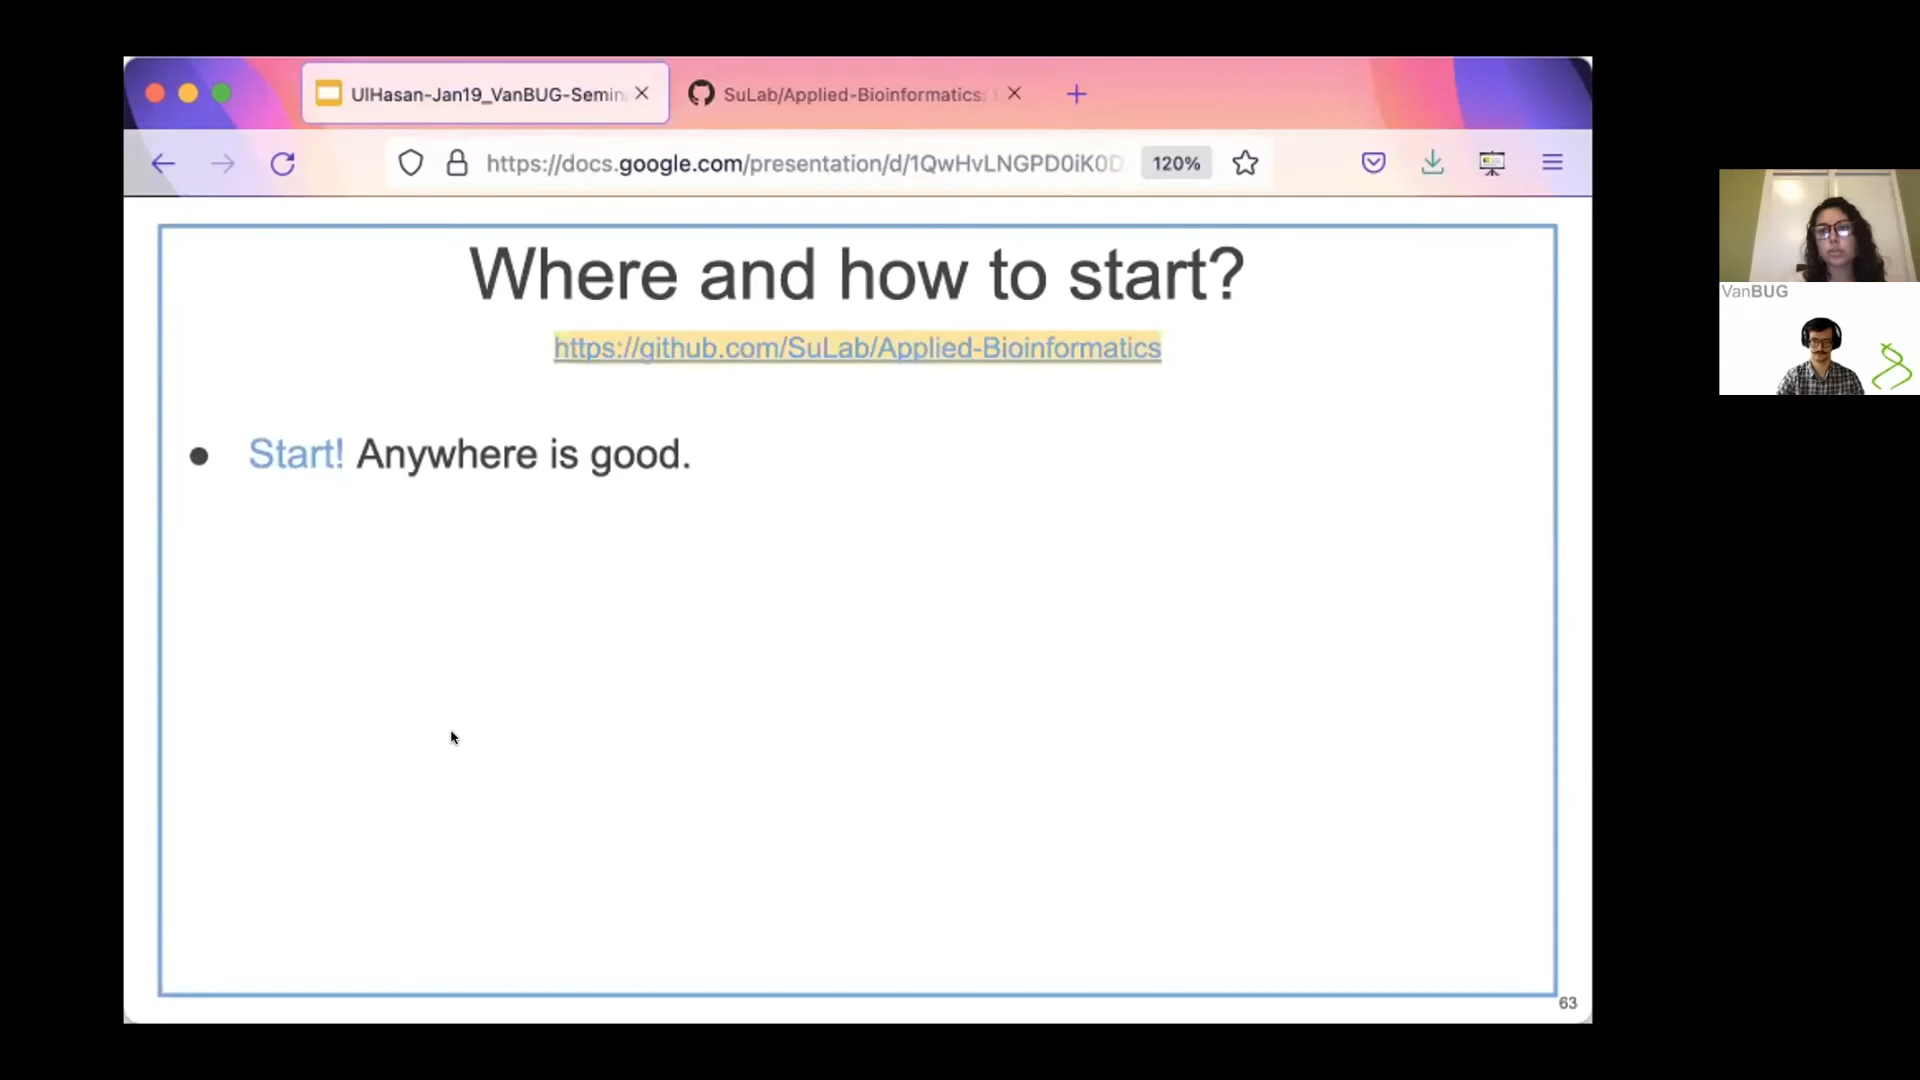 UlHasan-Jan19_VanBUG-Semin
SuLab/Applied-Bioinformatics:
https://docs.google.com/presentation/d/1QwHvLNGPD0iK0D
120%
Where and how to start?
https://github.com/SuLab/Applied-Bioinformatics
● Start! Anywhere is good.
63
VanBUG